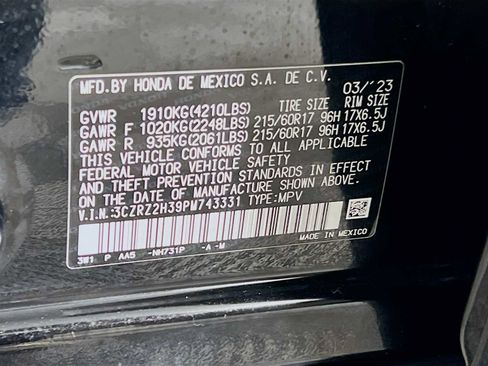 MFD.BY HONDA DE MEXICO S.A. DE C.V.
03/'23
GVWR 1910KG(4210LBS) TIRE SIZE RIM SIZE
GAWR F 1020KG(2248LBS) 215/60R17 96H 17X6.5J
GAWR R 935KG(2061LBS) 215/60R17 96H 17X6.5J
THIS VEHICLE CONFORMS TO ALL APPLICABLE
FEDERAL MOTOR VEHICLE SAFETY
AND THEFT PREVENTION STANDARDS IN EFFECT
ON THE DATE OF MANUFACTURE SHOWN ABOVE.
V.I.N.:3CZRZ2H39PM743331 TYPE:MPV
3W1 P AA5 -NH731P -A-M
MADE IN MEXICO